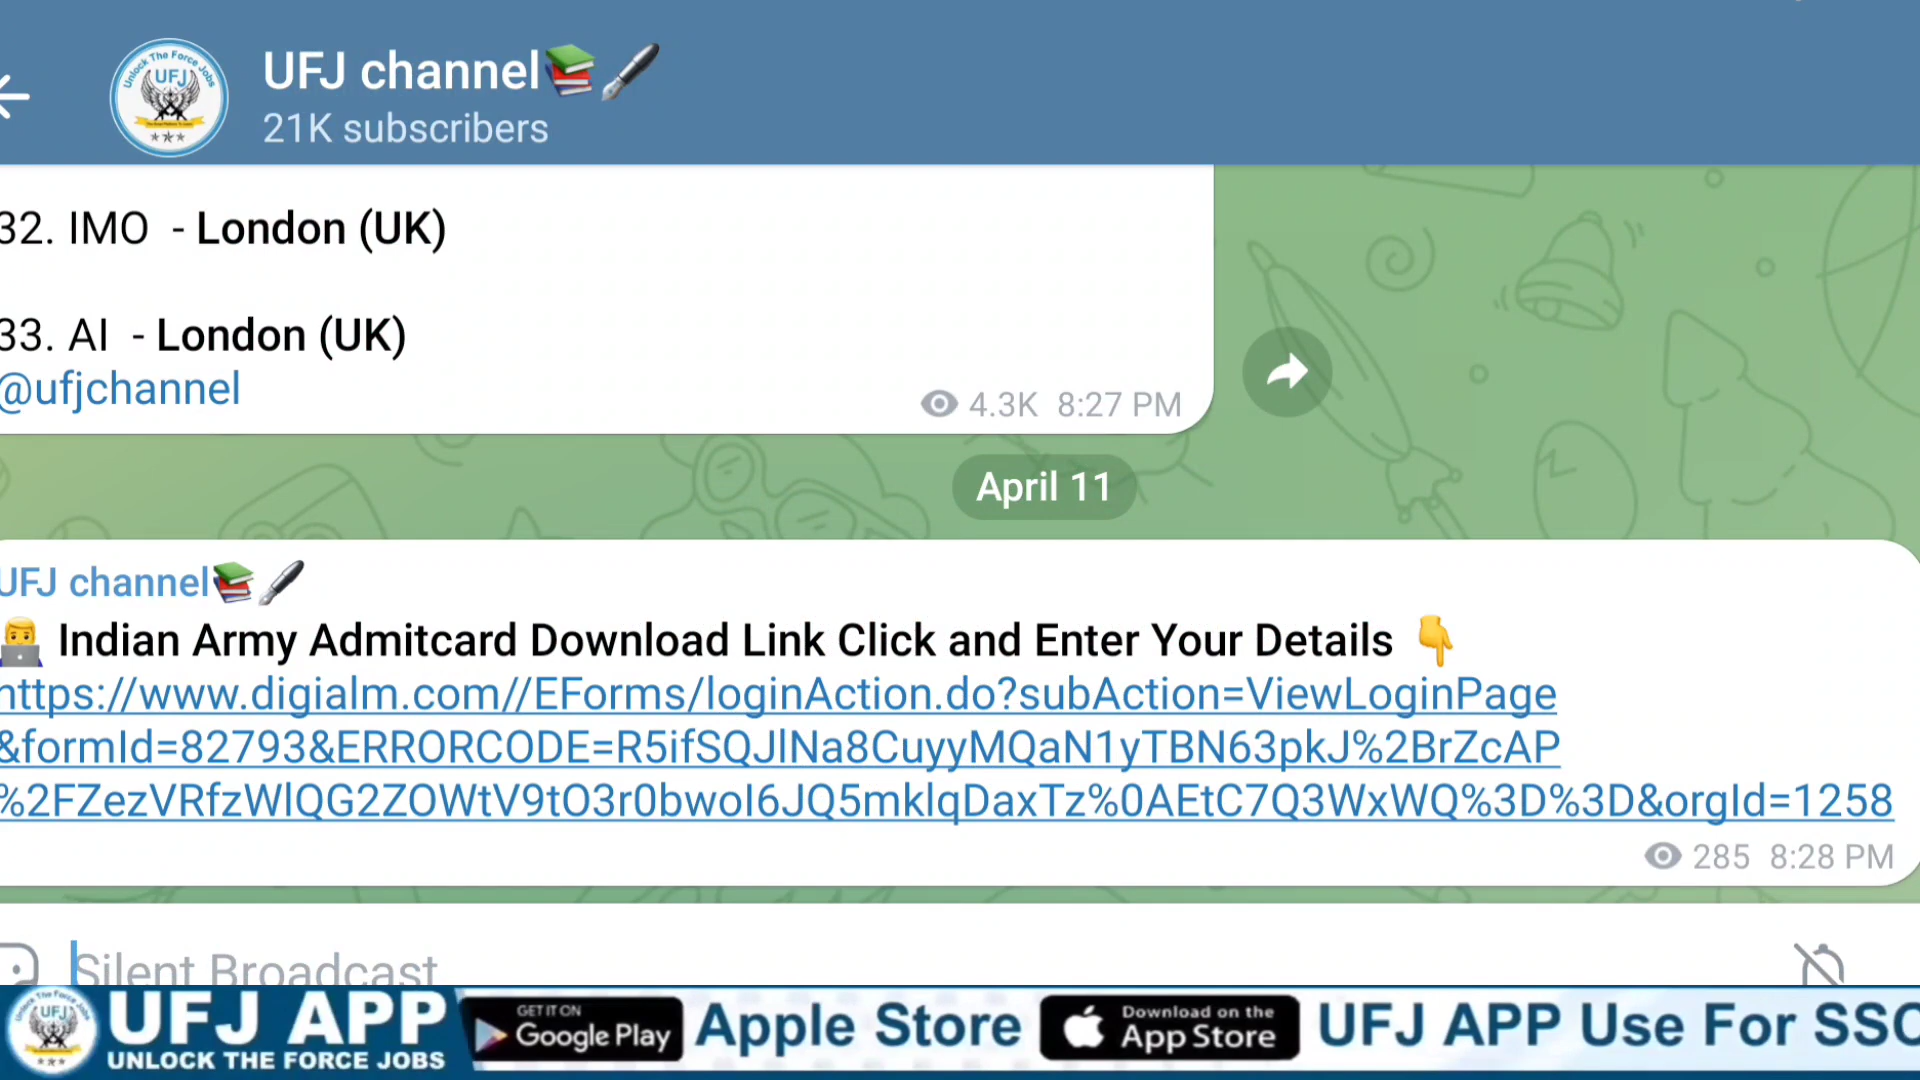 UFJ channel📚🖋️
21K subscribers
32. IMO - London (UK)
33. AI - London (UK)
@ufjchannel
4.3K 8:27 PM
April 11
UFJ channel📚🖋️
👨‍💻 Indian Army Admitcard Download Link Click and Enter Your Details 👇
https://www.digialm.com//EForms/loginAction.do?subAction=ViewLoginPage
&formId=82793&ERRORCODE=R5ifSQJlNa8CuyyMQaN1yTBN63pkJ%2BrZcAP
%2FZezVRfzWlQG2ZOWtV9tO3r0bwoI6JQ5mklqDaxTz%0AEtC7Q3WxWQ%3D%3D&orgId=1258
285 8:28 PM
Silent Broadcast
UFJ APP
UNLOCK THE FORCE JOBS
GET IT ON
Google Play
Apple Store
Download on the
App Store
UFJ APP Use For SSC